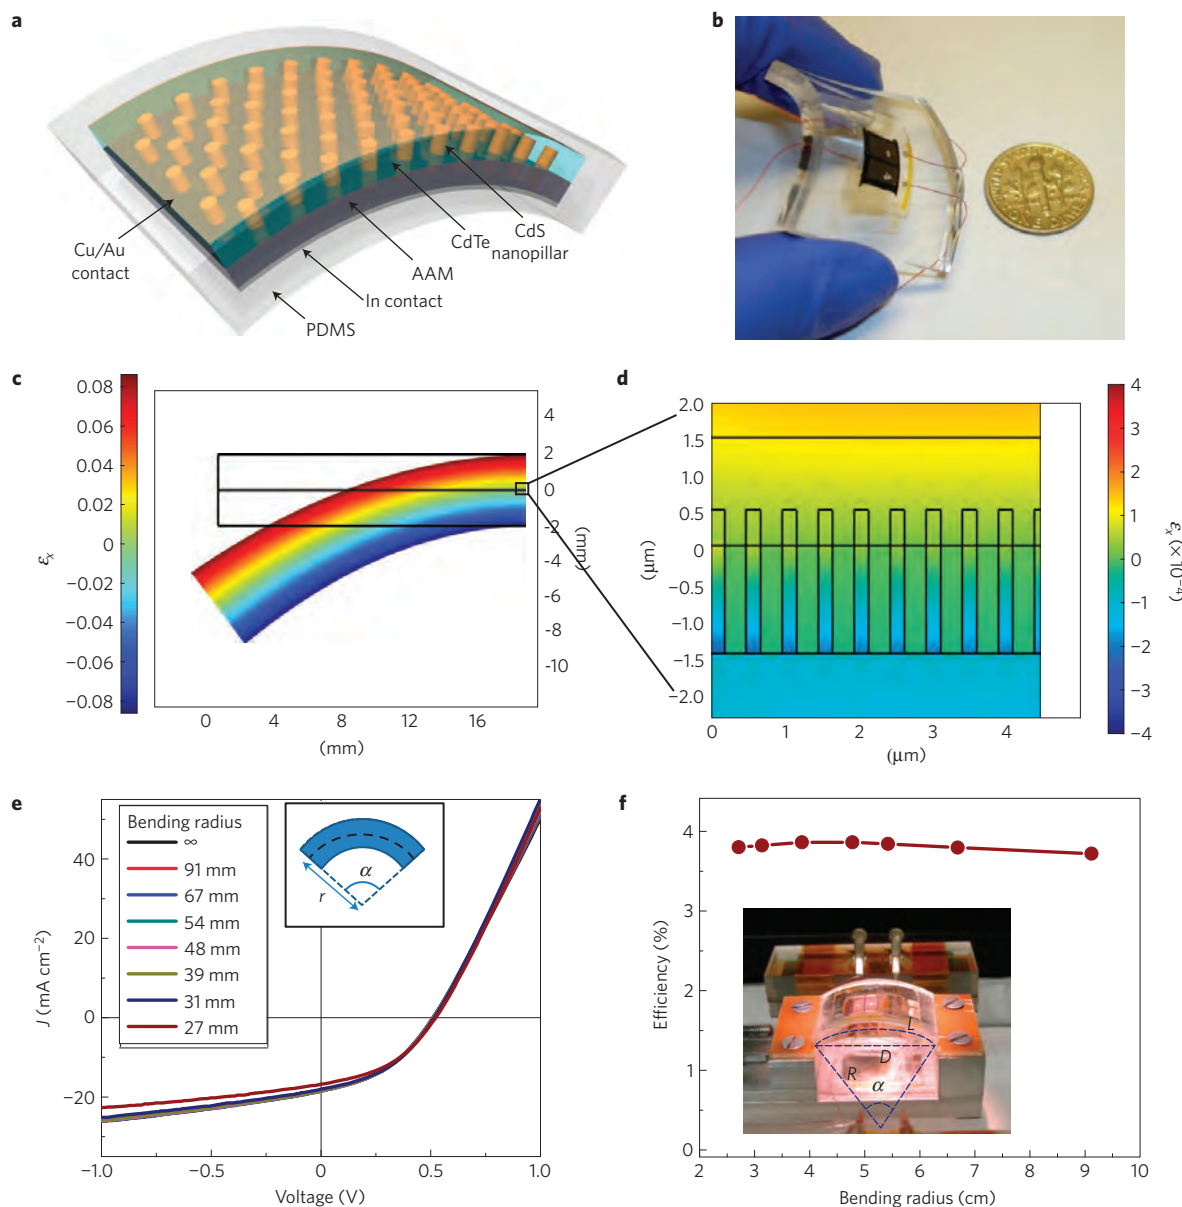 a
Cu/Au
contact
CdTe
CdS
nanopillar
AAM
In contact
PDMS
b
c
εx
0.08
0.06
0.04
0.02
0
−0.02
−0.04
−0.06
−0.08
4
2
0
-2
-4
-6
-8
-10
(mm)
0 4 8 12 16
(mm)
d
2.0
1.5
1.0
0.5
0
−0.5
−1.0
−1.5
−2.0
(μm)
0 1 2 3 4
(μm)
4
3
2
1
0
−1
−2
−3
−4
εx (× 10−4)
e
Bending radius
∞
91 mm
67 mm
54 mm
48 mm
39 mm
31 mm
27 mm
α
r
40
20
0
−20
J (mA cm−2)
−1.0 −0.5 0 0.5 1.0
Voltage (V)
f
4
3
2
1
0
Efficiency (%)
L
D
R
α
2 3 4 5 6 7 8 9 10
Bending radius (cm)